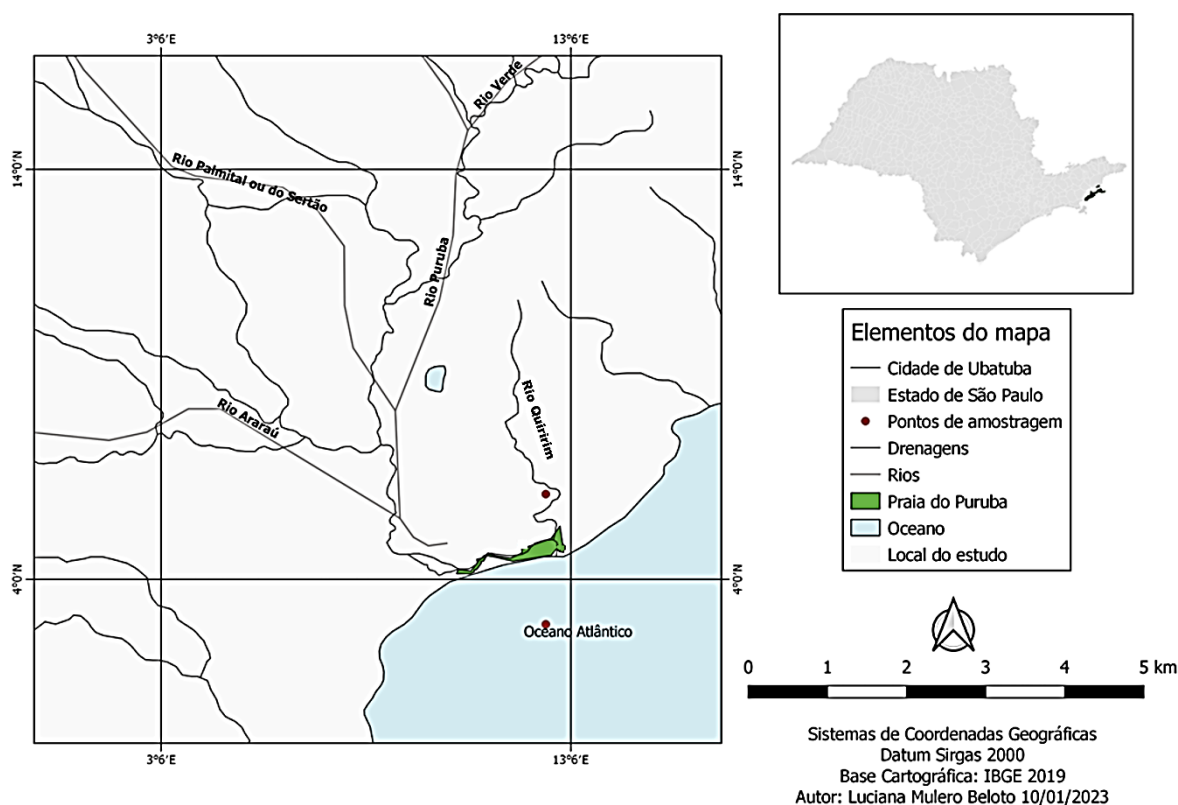 3°6'E
13°6'E
Rio Verde
14°0'N
14°0'N
Rio Palmital ou do Sertão
Rio Puruba
Rio Quiririm
Rio Araraú
4°0'N
4°0'N
Oceano Atlântico
3°6'E
13°6'E
Elementos do mapa
Cidade de Ubatuba
Estado de São Paulo
Pontos de amostragem
Drenagens
Rios
Praia do Puruba
Oceano
Local do estudo
0 1 2 3 4 5 km
Sistemas de Coordenadas Geográficas
Datum Sirgas 2000
Base Cartográfica: IBGE 2019
Autor: Luciana Mulero Beloto 10/01/2023